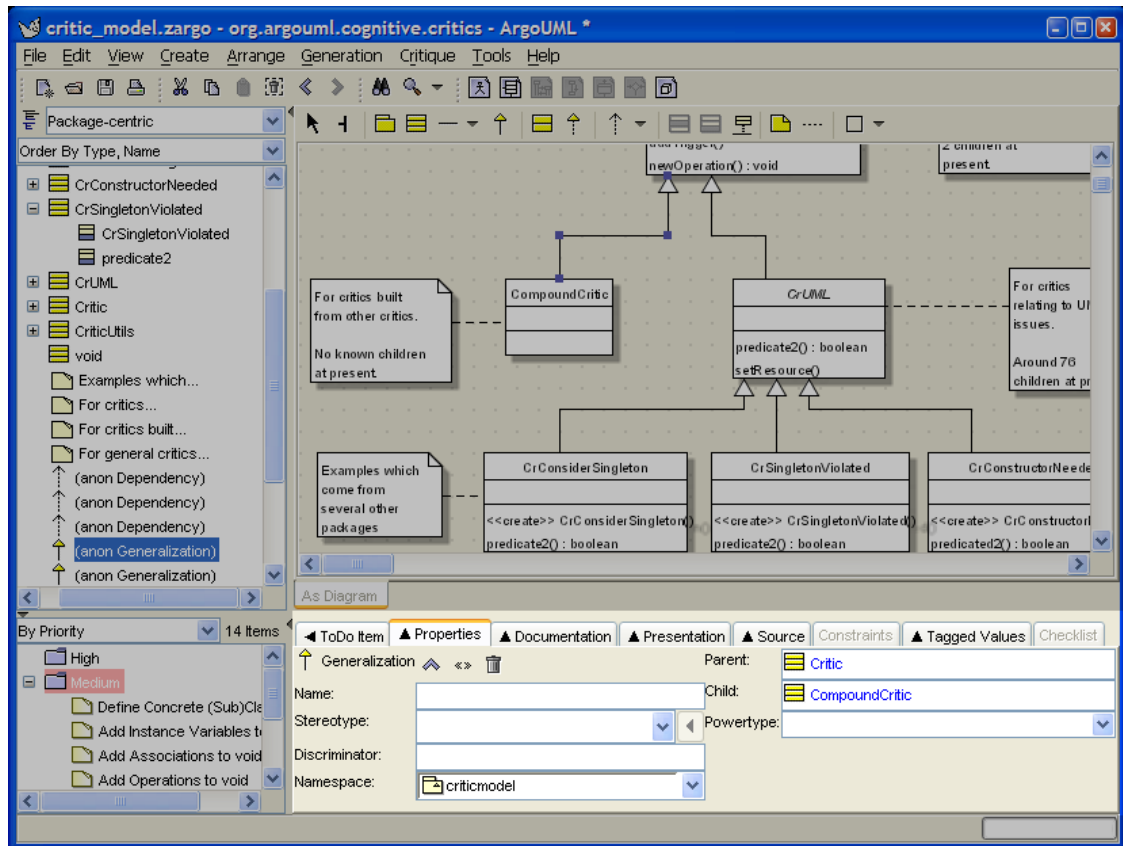 critic_model.zargo - org.argouml.cognitive.critics - ArgoUML *
File Edit View Create Arrange Generation Critique Tools Help
Package-centric
Order By Type, Name
CrConstructorNeeded
CrSingletonViolated
CrSingletonViolated
predicate2
CrUML
Critic
CriticUtils
void
Examples which...
For critics...
For critics built...
For general critics...
(anon Dependency)
(anon Dependency)
(anon Dependency)
(anon Generalization)
(anon Generalization)
newOperation() : void
2 children at
present.
For critics built
from other critics.
No known children
at present.
CompoundCritic
CrUML
predicate2() : boolean
setResource()
For critics
relating to
issues.
Around 76
children at
Examples which
come from
several other
packages
CrConsiderSingleton
<<create>> CrConsiderSingleton()
predicate2() : boolean
CrSingletonViolated
<<create>> CrSingletonViolated()
predicate2() : boolean
CrConstructorNeede
<<create>> CrConstructor
predicated2() : boolean
As Diagram
By Priority 14 Items
High
Medium
Define Concrete (Sub)Cla
Add Instance Variables to
Add Associations to void
Add Operations to void
ToDo Item Properties Documentation Presentation Source Constraints Tagged Values Checklist
Generalization «»
Name:
Stereotype:
Discriminator:
Namespace: criticmodel
Parent: Critic
Child: CompoundCritic
Powertype: